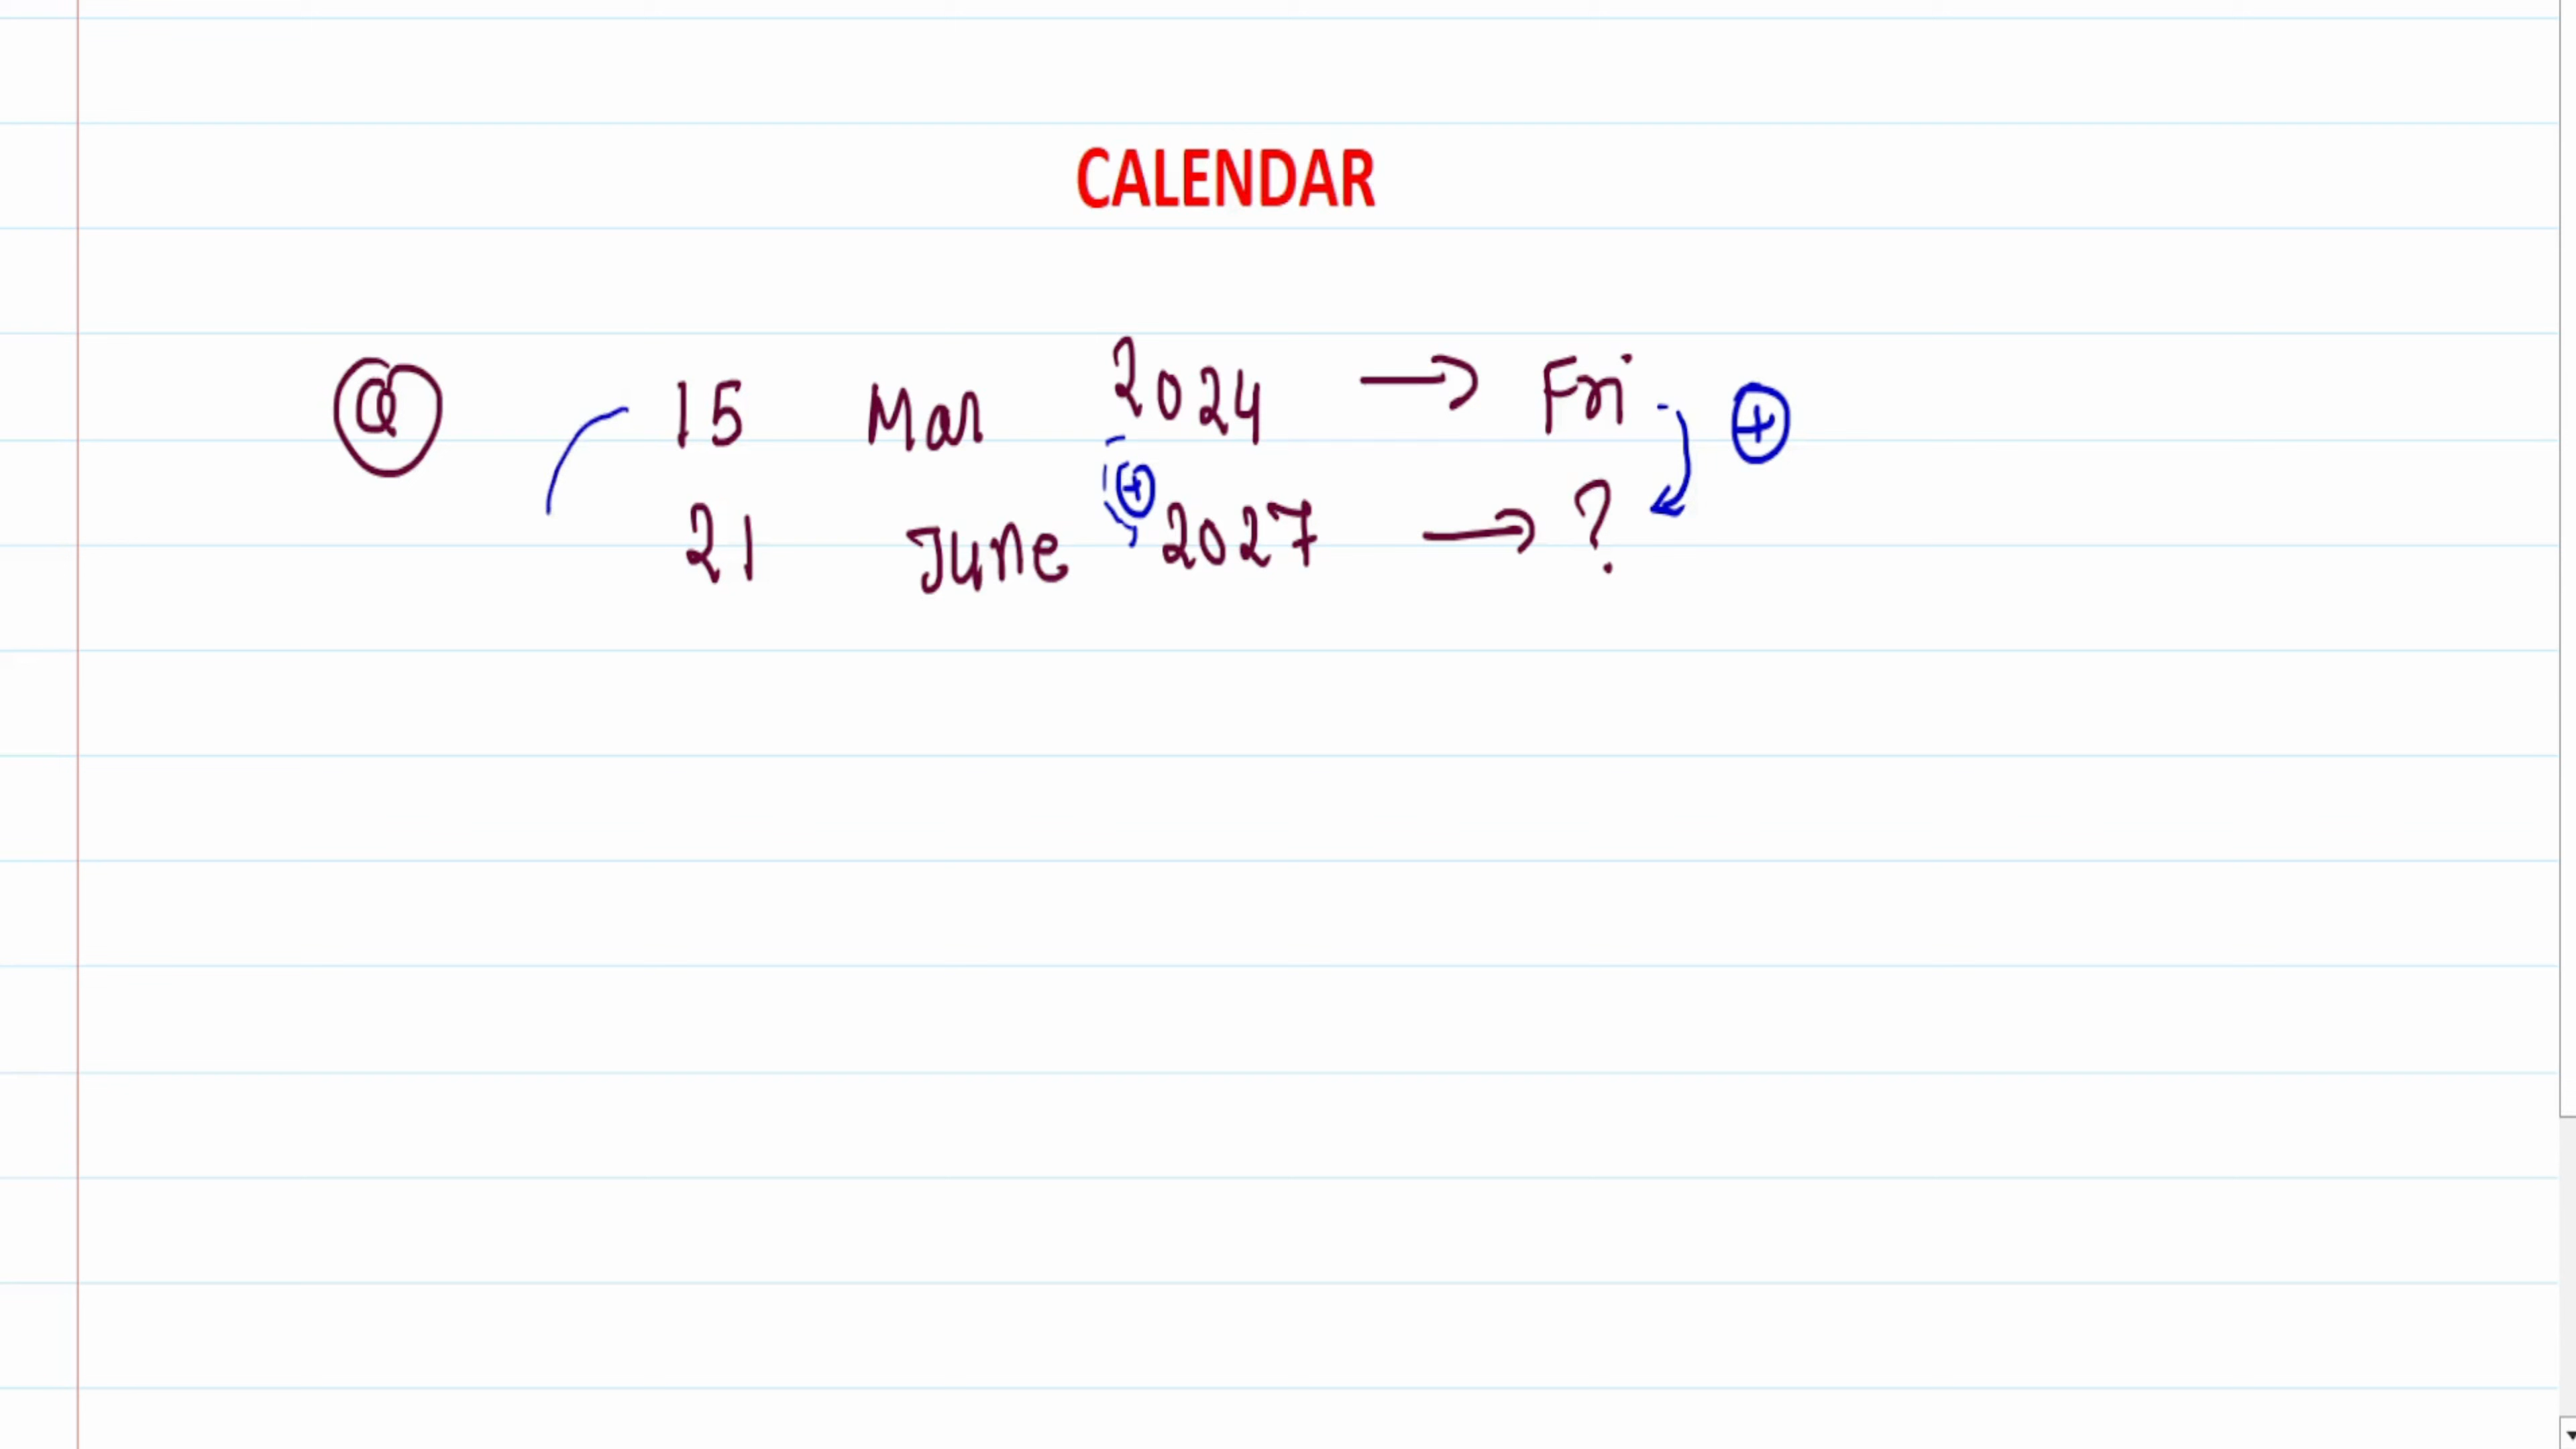 CALENDAR
Q 15 Mar 2024 → Fri +
+
21 June 2027 → ?